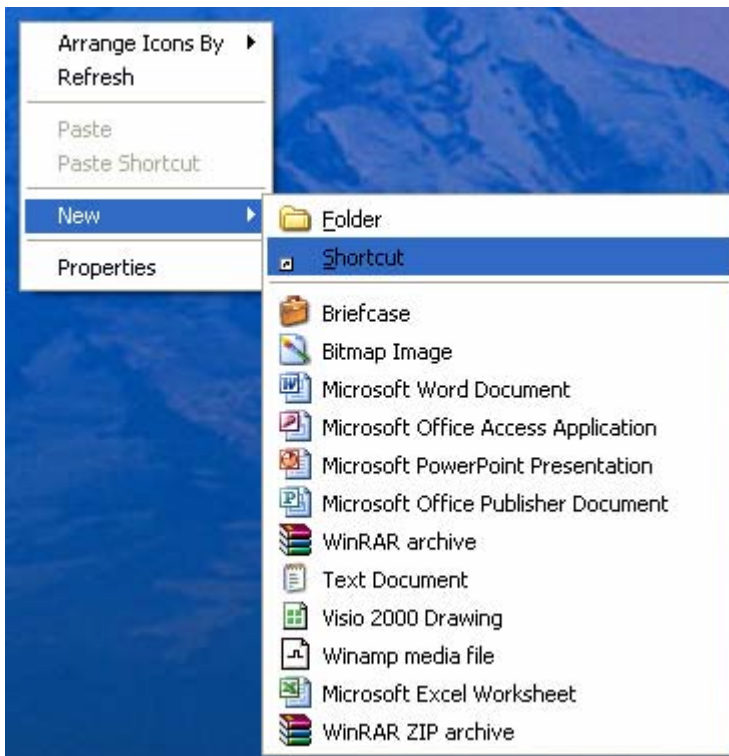 Arrange Icons By
Refresh
Paste
Paste Shortcut
New
Properties
Folder
Shortcut
Briefcase
Bitmap Image
Microsoft Word Document
Microsoft Office Access Application
Microsoft PowerPoint Presentation
Microsoft Office Publisher Document
WinRAR archive
Text Document
Visio 2000 Drawing
Winamp media file
Microsoft Excel Worksheet
WinRAR ZIP archive